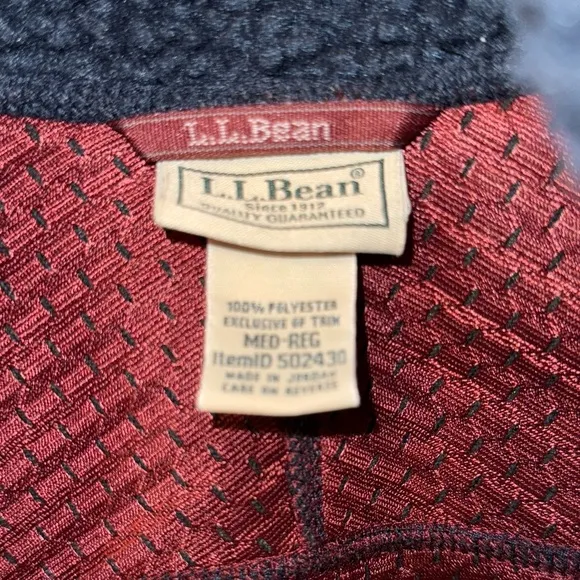 L.L.Bean
L.L.Bean®
Since 1912
QUALITY GUARANTEED
100% POLYESTER
EXCLUSIVE OF TRIM
MED-REG
ItemID 502430
MADE IN JORDAN
CARE ON REVERSE